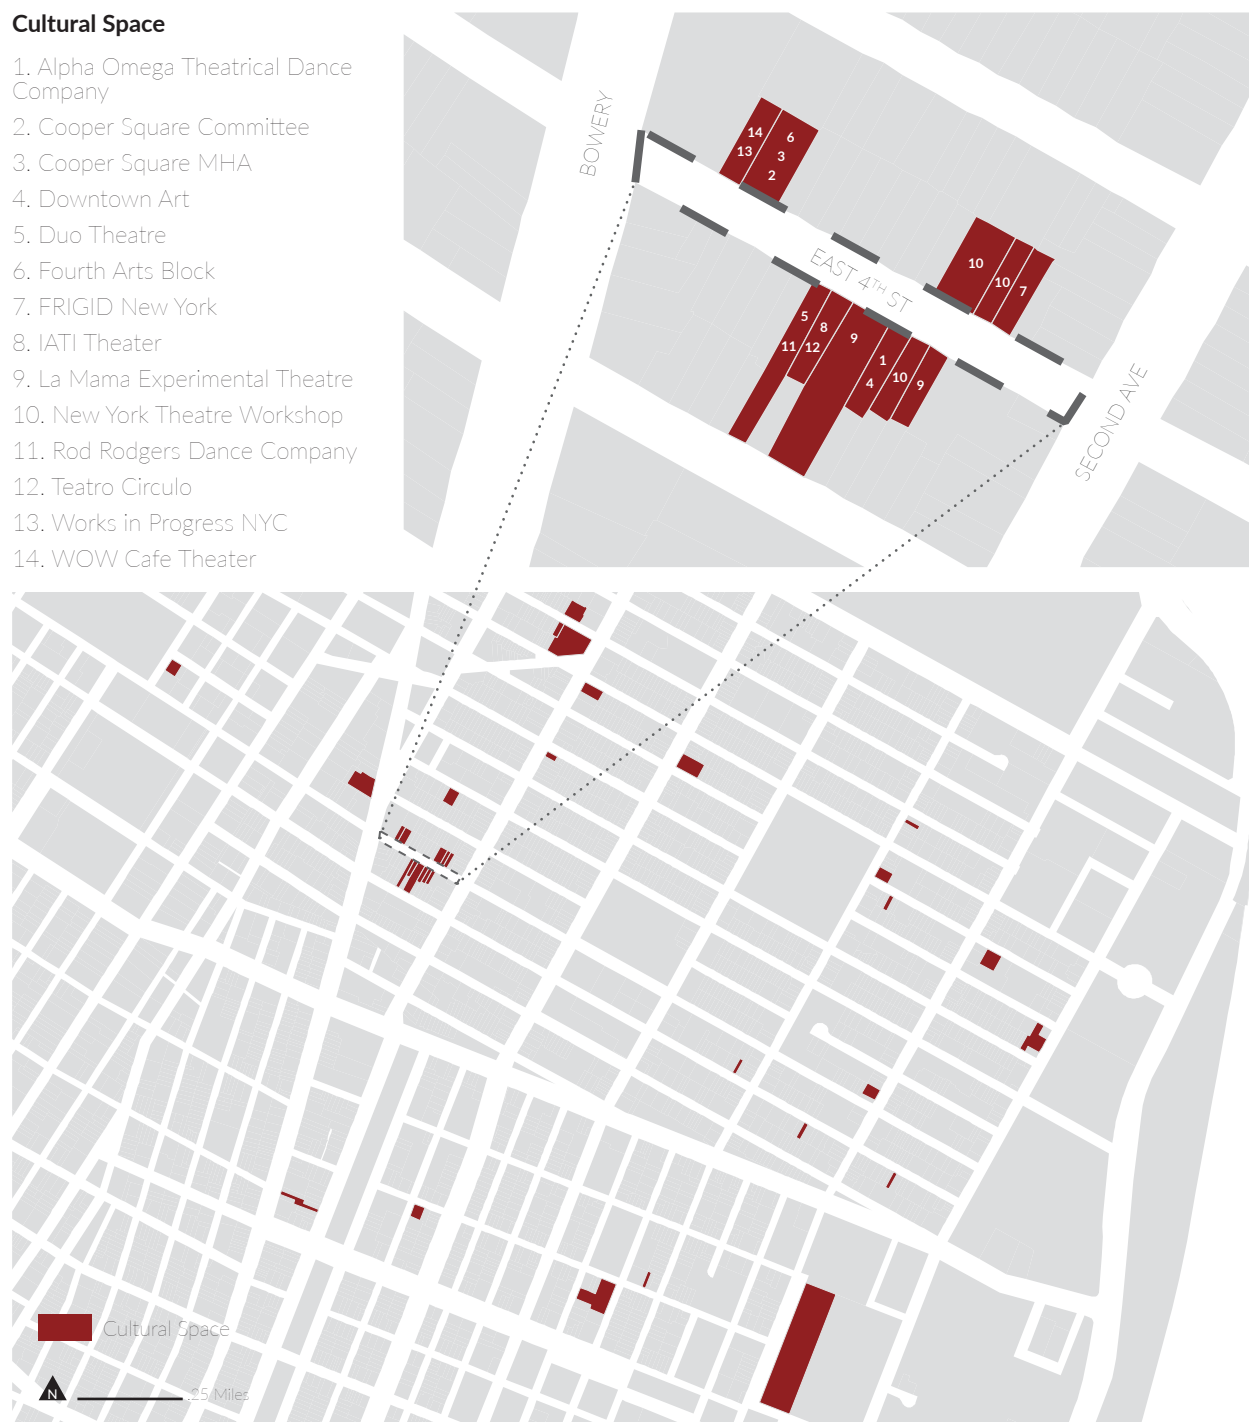 Cultural Space
1. Alpha Omega Theatrical Dance
Company
2. Cooper Square Committee
3. Cooper Square MHA
4. Downtown Art
5. Duo Theatre
6. Fourth Arts Block
7. FRIGID New York
8. IATI Theater
9. La Mama Experimental Theatre
10. New York Theatre Workshop
11. Rod Rodgers Dance Company
12. Teatro Circulo
13. Works in Progress NYC
14. WOW Cafe Theater
BOWERY
14
13
6
3
2
EAST 4TH ST
10
10
7
5
11
8
12
9
1
4
10
9
SECOND AVE
Cultural Space
N
.25 Miles